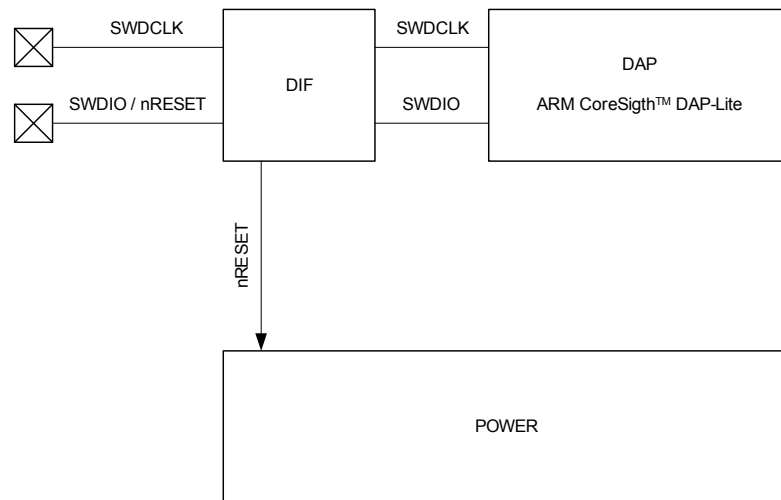 SWDCLK
SWDCLK
DAP
DIF
SWDIO / nRESET
SWDIO
ARM CoreSigth™ DAP-Lite
nRESET
POWER